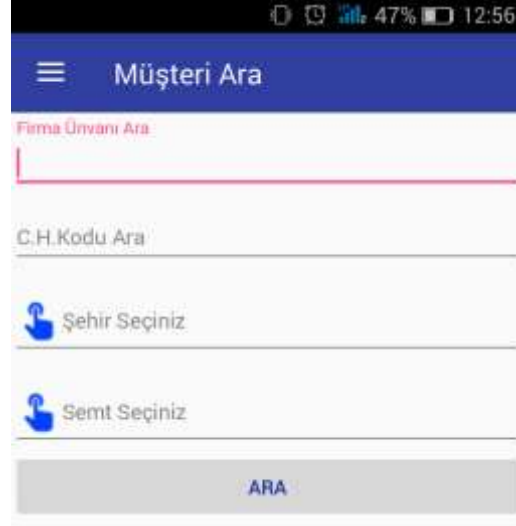 47% 12:56
Müşteri Ara
Firma Ünvanı Ara
C.H.Kodu Ara
Şehir Seçiniz
Semt Seçiniz
ARA